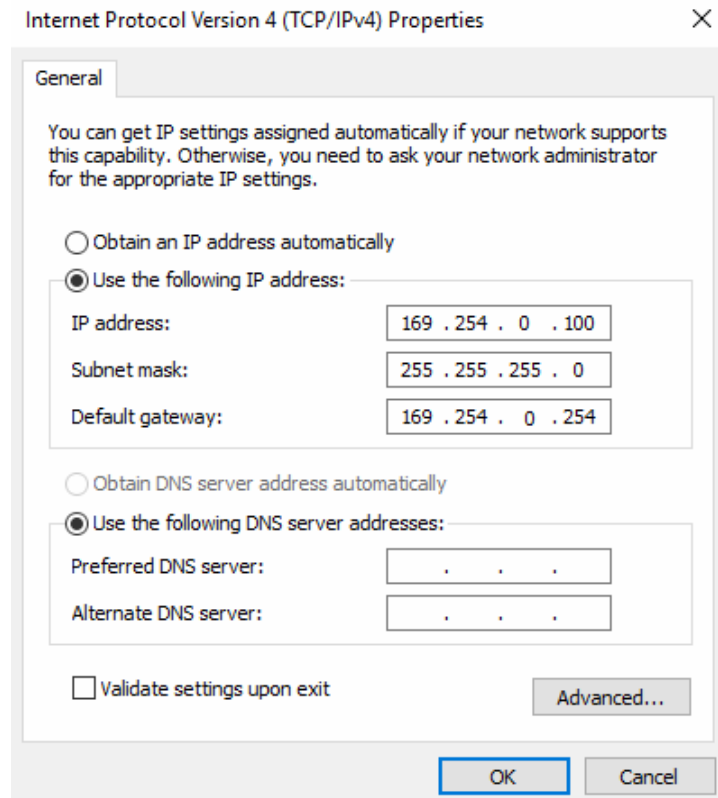 Internet Protocol Version 4 (TCP/IPv4) Properties
General
You can get IP settings assigned automatically if your network supports
this capability. Otherwise, you need to ask your network administrator
for the appropriate IP settings.
Obtain an IP address automatically
Use the following IP address:
IP address: 169 . 254 . 0 . 100
Subnet mask: 255 . 255 . 255 . 0
Default gateway: 169 . 254 . 0 . 254
Obtain DNS server address automatically
Use the following DNS server addresses:
Preferred DNS server: . . .
Alternate DNS server: . . .
Validate settings upon exit
Advanced...
OK Cancel